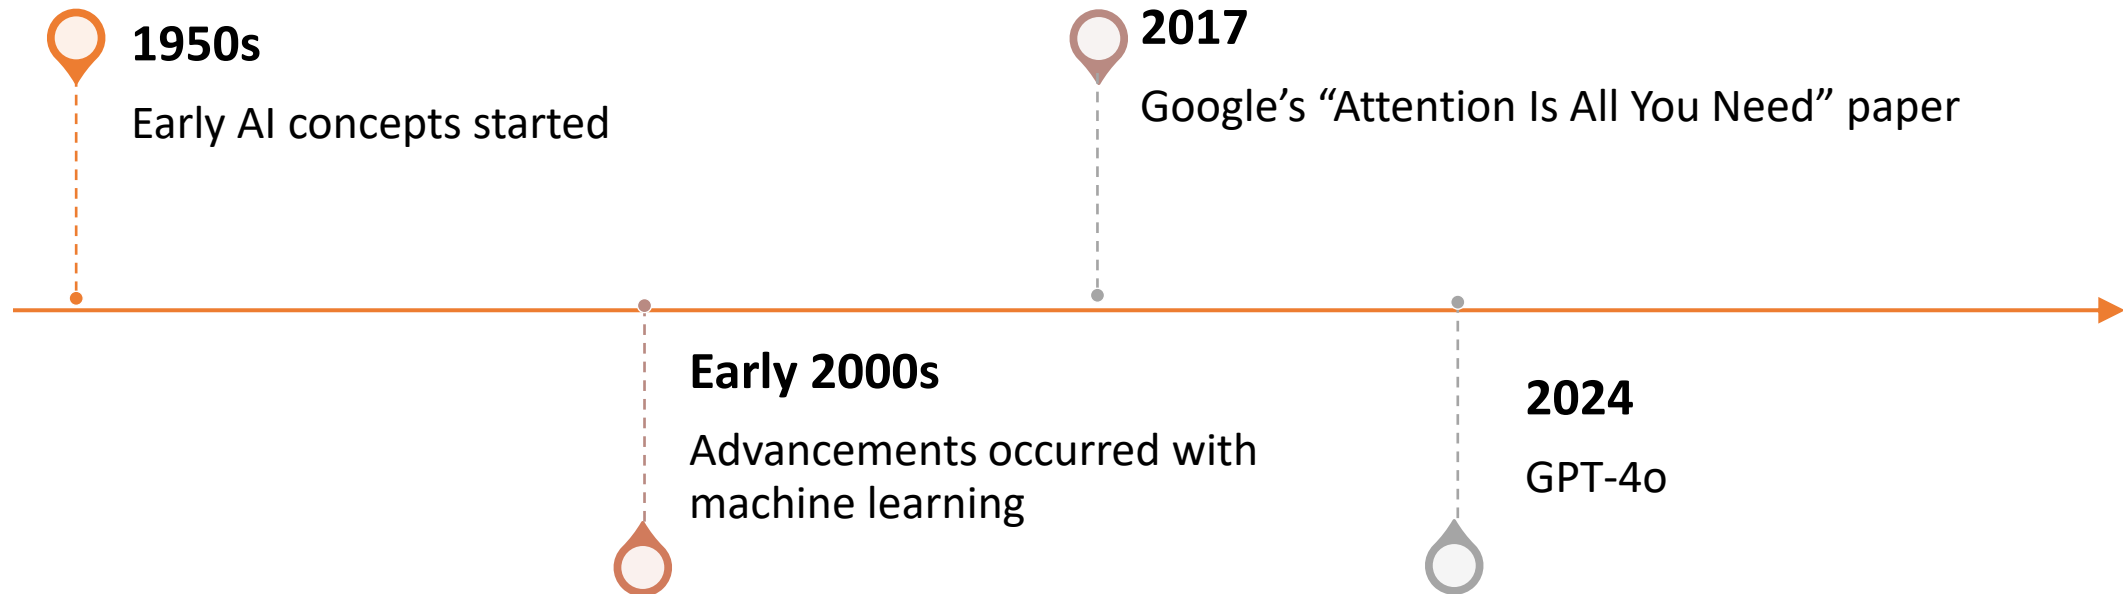 1950s
Early AI concepts started
2017
Google’s “Attention Is All You Need” paper
Early 2000s
Advancements occurred with
machine learning
2024
GPT-4o